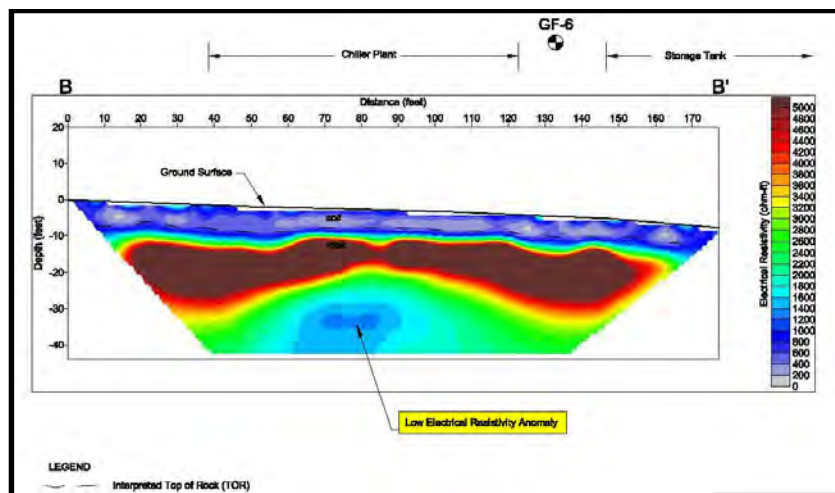 GF-6
Chiller Plant
Storage Tank
B
B'
Distance (feet)
0 10 20 30 40 50 60 70 80 90 100 110 120 130 140 150 160 170
20
10
0
-10
-20
-30
-40
Depth (feet)
Ground Surface
soil
Electrical Resistivity (ohm-ft)
5000
4800
4600
4400
4200
4000
3800
3600
3400
3200
3000
2800
2600
2400
2200
2000
1800
1600
1400
1200
1000
800
600
400
200
0
Low Electrical Resistivity Anomaly
LEGEND
Interpreted Top of Rock (TOR)